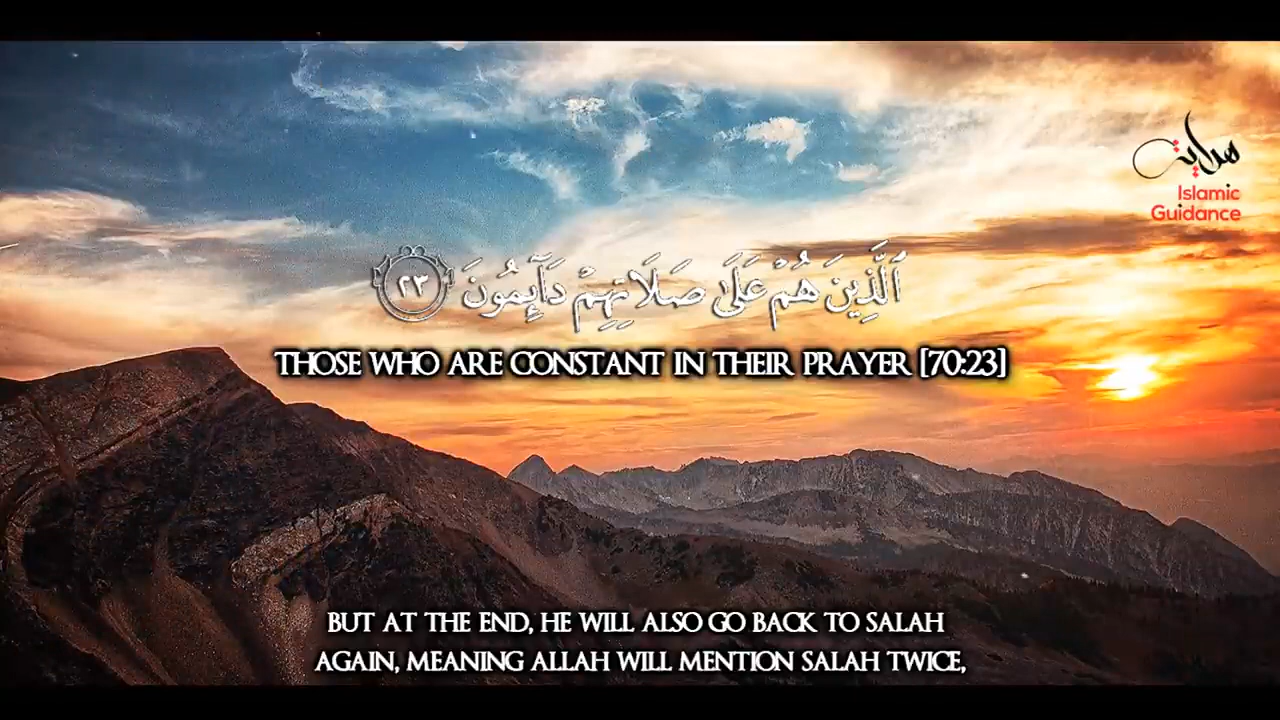 هداية
Islamic
Guidance
ٱلَّذِينَ هُمْ عَلَىٰ صَلَاتِهِمْ دَآئِمُونَ ٢٣
THOSE WHO ARE CONSTANT IN THEIR PRAYER [70:23]
BUT AT THE END, HE WILL ALSO GO BACK TO SALAH
AGAIN, MEANING ALLAH WILL MENTION SALAH TWICE,